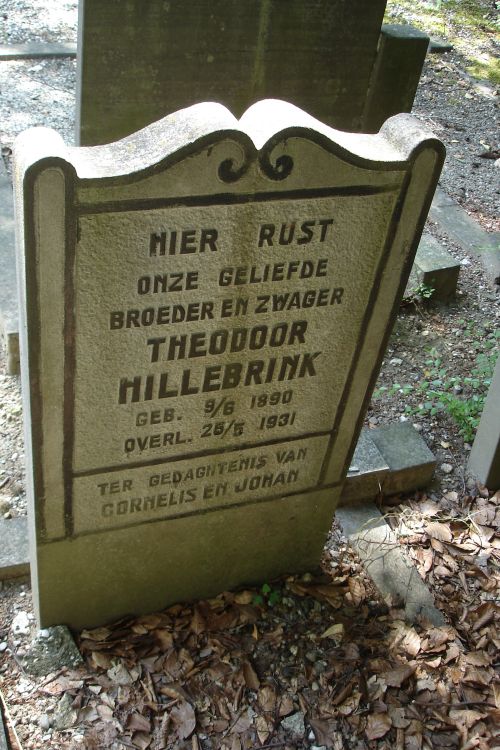 HIER RUST
ONZE GELIEFDE
BROEDER EN ZWAGER
THEODOOR
HILLEBRINK
GEB. 9/6 1890
OVERL. 25/5 1931
TER GEDACHTENIS VAN
CORNELIS EN JOHAN